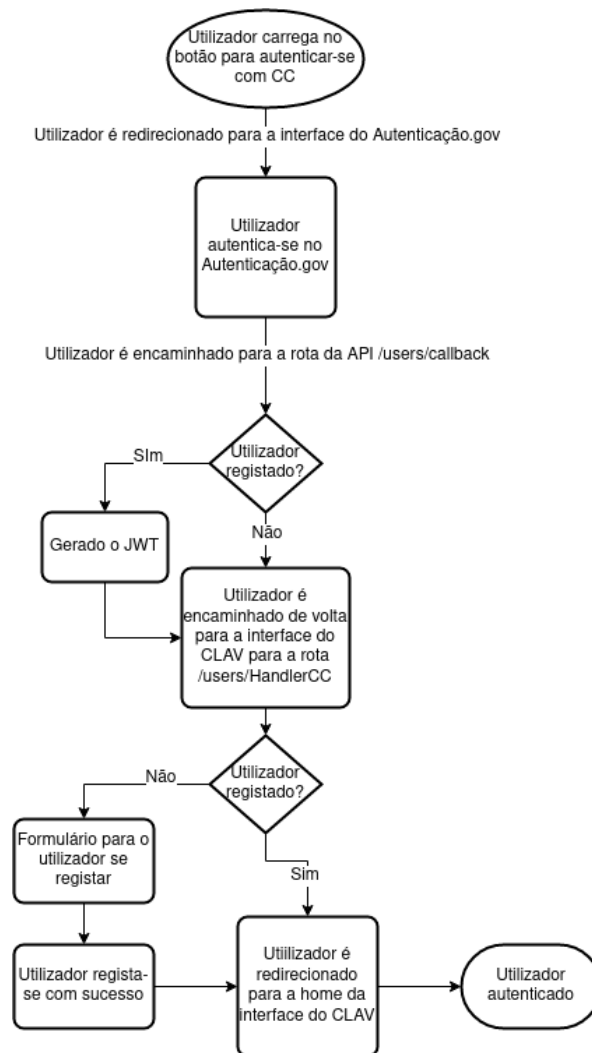 Utilizador carrega no
botão para autenticar-se
com CC
Utilizador é redirecionado para a interface do Autenticação.gov
Utilizador
autentica-se no
Autenticação.gov
Utilizador é encaminhado para a rota da API /users/callback
Utilizador
registado?
SIm
Gerado o JWT
Não
Utilizador é
encaminhado de volta
para a interface do
CLAV para a rota
/users/HandlerCC
Utilizador
registado?
Não
Formulário para o
utilizador se
registar
Sim
Utilizador regista-
se com sucesso
Utiilizador é
redirecionado
para a home da
interface do CLAV
Utilizador
autenticado